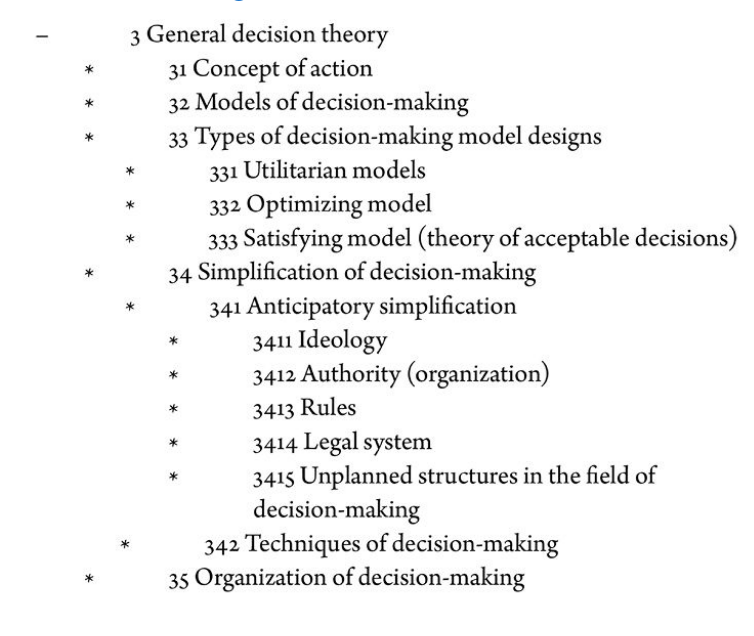 – 3 General decision theory
* 31 Concept of action
* 32 Models of decision-making
* 33 Types of decision-making model designs
* 331 Utilitarian models
* 332 Optimizing model
* 333 Satisfying model (theory of acceptable decisions)
* 34 Simplification of decision-making
* 341 Anticipatory simplification
* 3411 Ideology
* 3412 Authority (organization)
* 3413 Rules
* 3414 Legal system
* 3415 Unplanned structures in the field of
decision-making
* 342 Techniques of decision-making
* 35 Organization of decision-making